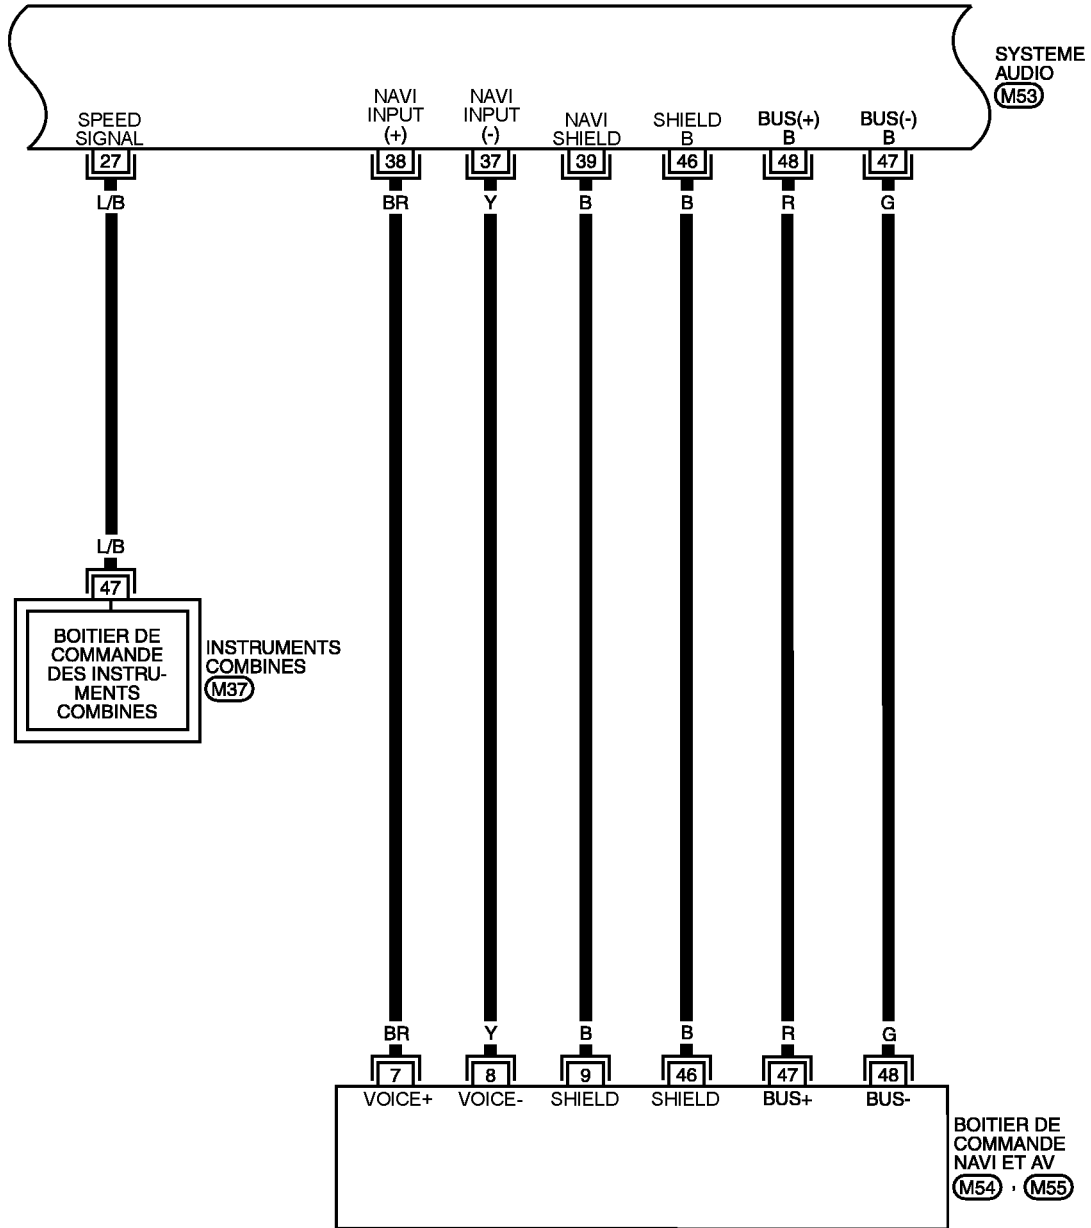 SYSTEME
AUDIO
M53
SPEED
SIGNAL
NAVI
INPUT
(+)
NAVI
INPUT
(-)
NAVI
SHIELD
SHIELD
B
BUS(+)
B
BUS(-)
B
27
38
37
39
46
48
47
L/B
BR
Y
B
B
R
G
L/B
47
BOITIER DE
COMMANDE
DES INSTRU-
MENTS
COMBINES
INSTRUMENTS
COMBINES
M37
BR
Y
B
B
R
G
7
8
9
46
47
48
VOICE+
VOICE-
SHIELD
SHIELD
BUS+
BUS-
BOITIER DE
COMMANDE
NAVI ET AV
M54 , M55